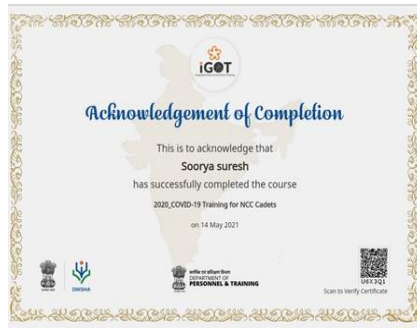 iGOT
Acknowledgement of Completion
This is to acknowledge that
Soorya suresh
has successfully completed the course
2020_COVID-19 Training for NCC Cadets
on 14 May 2021
DIKSHA
DEPARTMENT OF
PERSONNEL & TRAINING
U6X3Q1
Scan to Verify Certificate